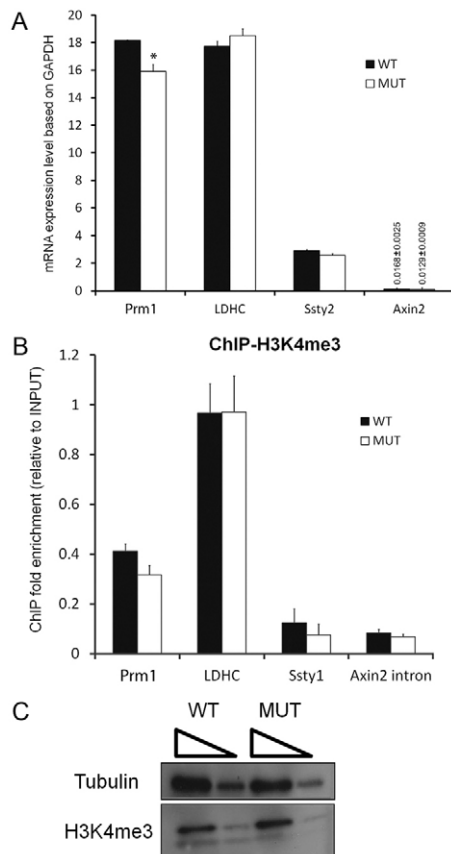 A
mRNA expression level based on GAPDH
18
16
14
12
10
8
6
4
2
0
*
WT
MUT
0.0168±0.0025
0.0129±0.0009
Prm1
LDHC
Ssty2
Axin2
B
ChIP-H3K4me3
ChIP fold enrichment (relative to INPUT)
1.2
1
0.8
0.6
0.4
0.2
0
WT
MUT
Prm1
LDHC
Ssty1
Axin2 intron
C
WT MUT
Tubulin
H3K4me3